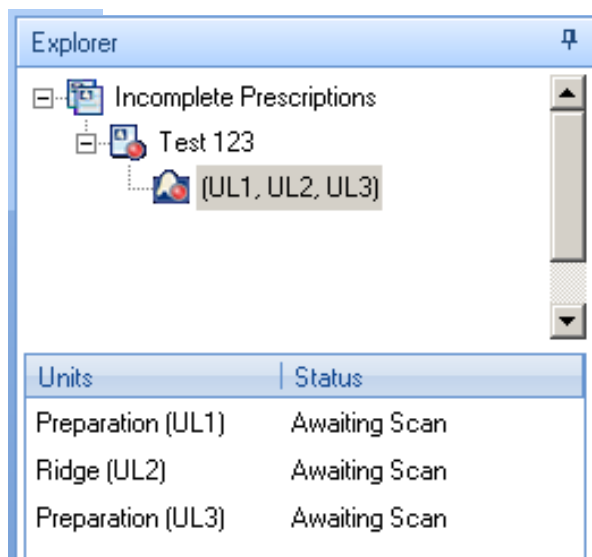 Explorer
Incomplete Prescriptions
Test 123
(UL1, UL2, UL3)
Units Status
Preparation (UL1) Awaiting Scan
Ridge (UL2) Awaiting Scan
Preparation (UL3) Awaiting Scan